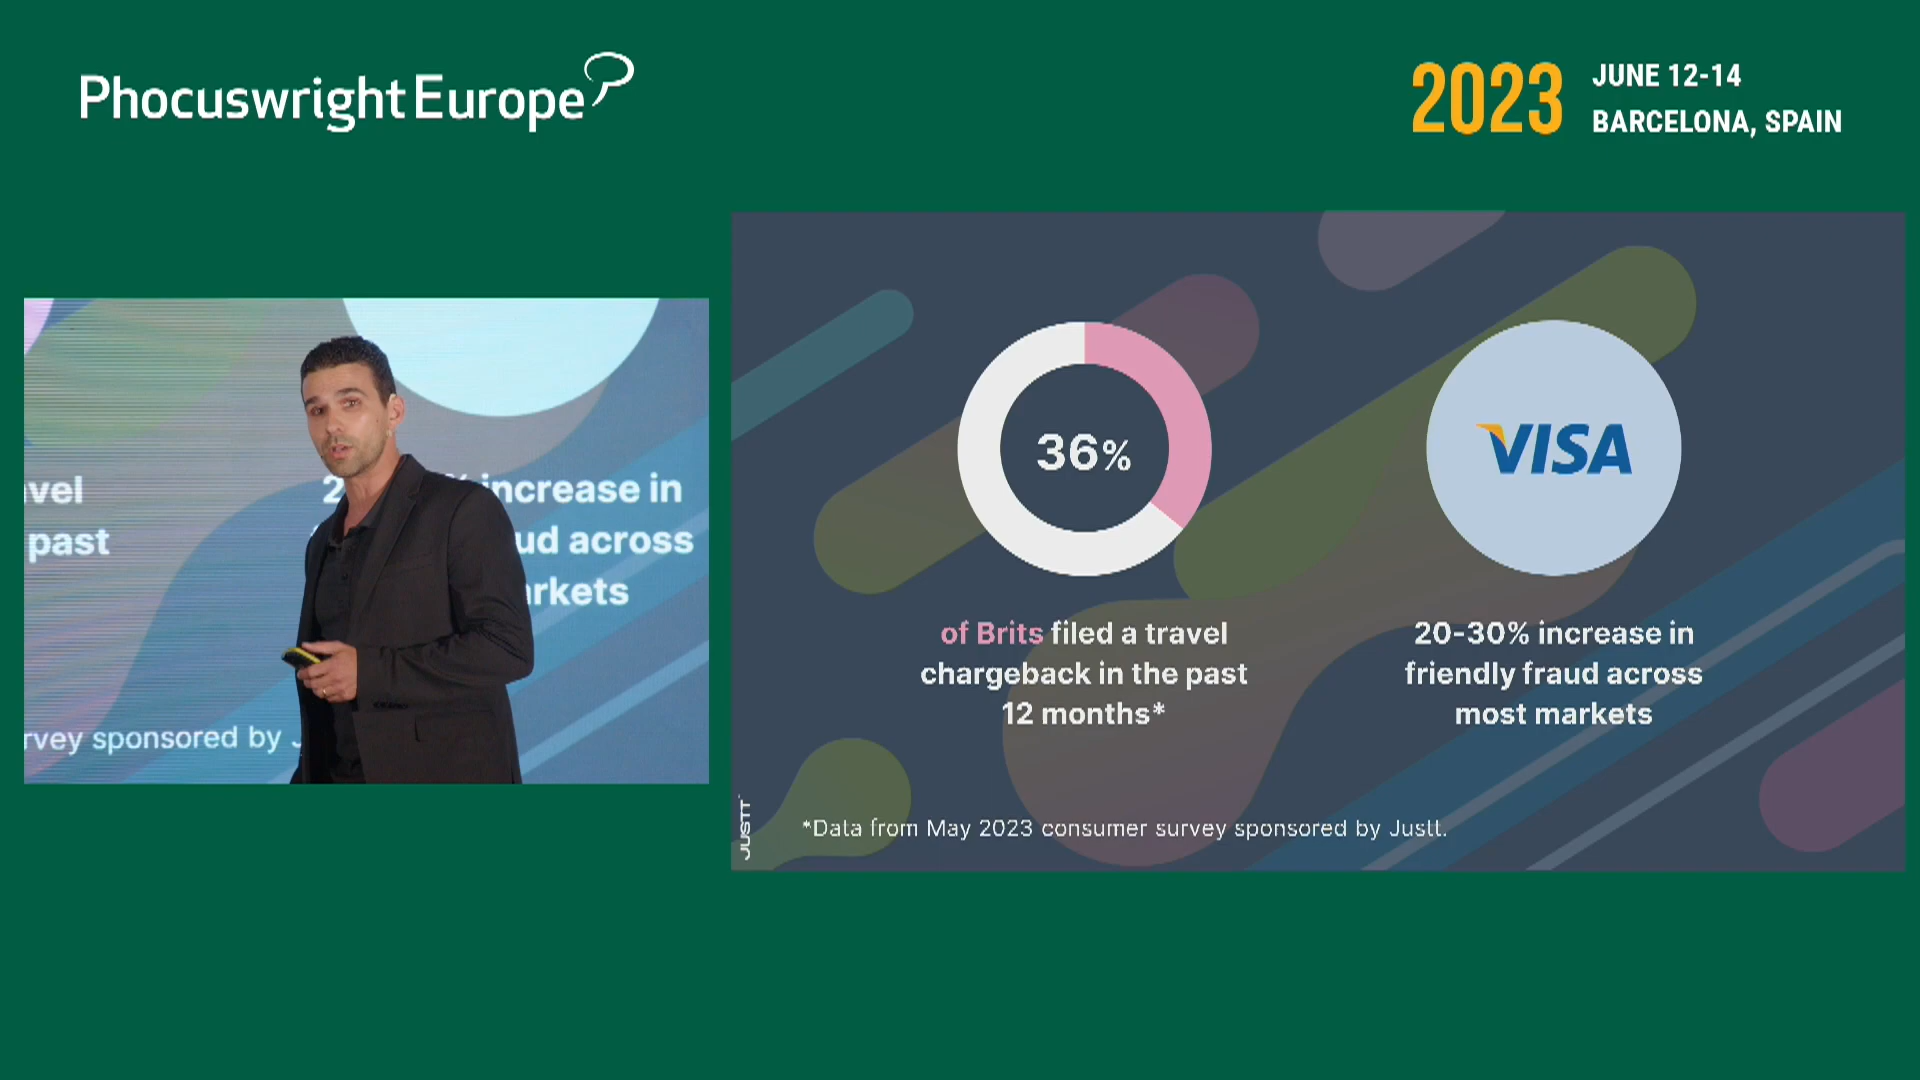 Phocuswright Europe
2023
JUNE 12-14
BARCELONA, SPAIN
increase in
past
ud across
rkets
rvey sponsored by
36%
of Brits filed a travel
chargeback in the past
12 months*
VISA
20-30% increase in
friendly fraud across
most markets
JUSTT
*Data from May 2023 consumer survey sponsored by Justt.